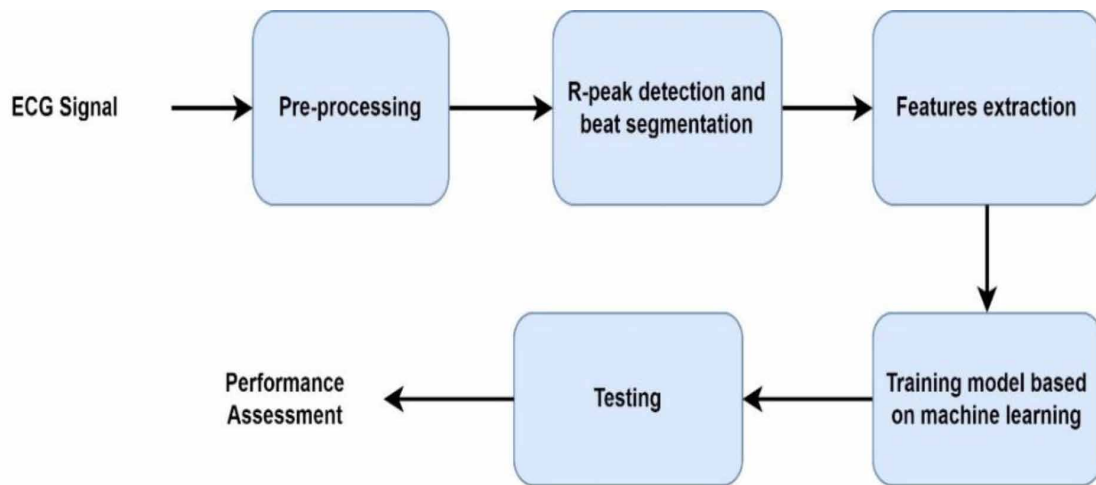 ECG Signal
Pre-processing
R-peak detection and
beat segmentation
Features extraction
Training model based
on machine learning
Testing
Performance
Assessment